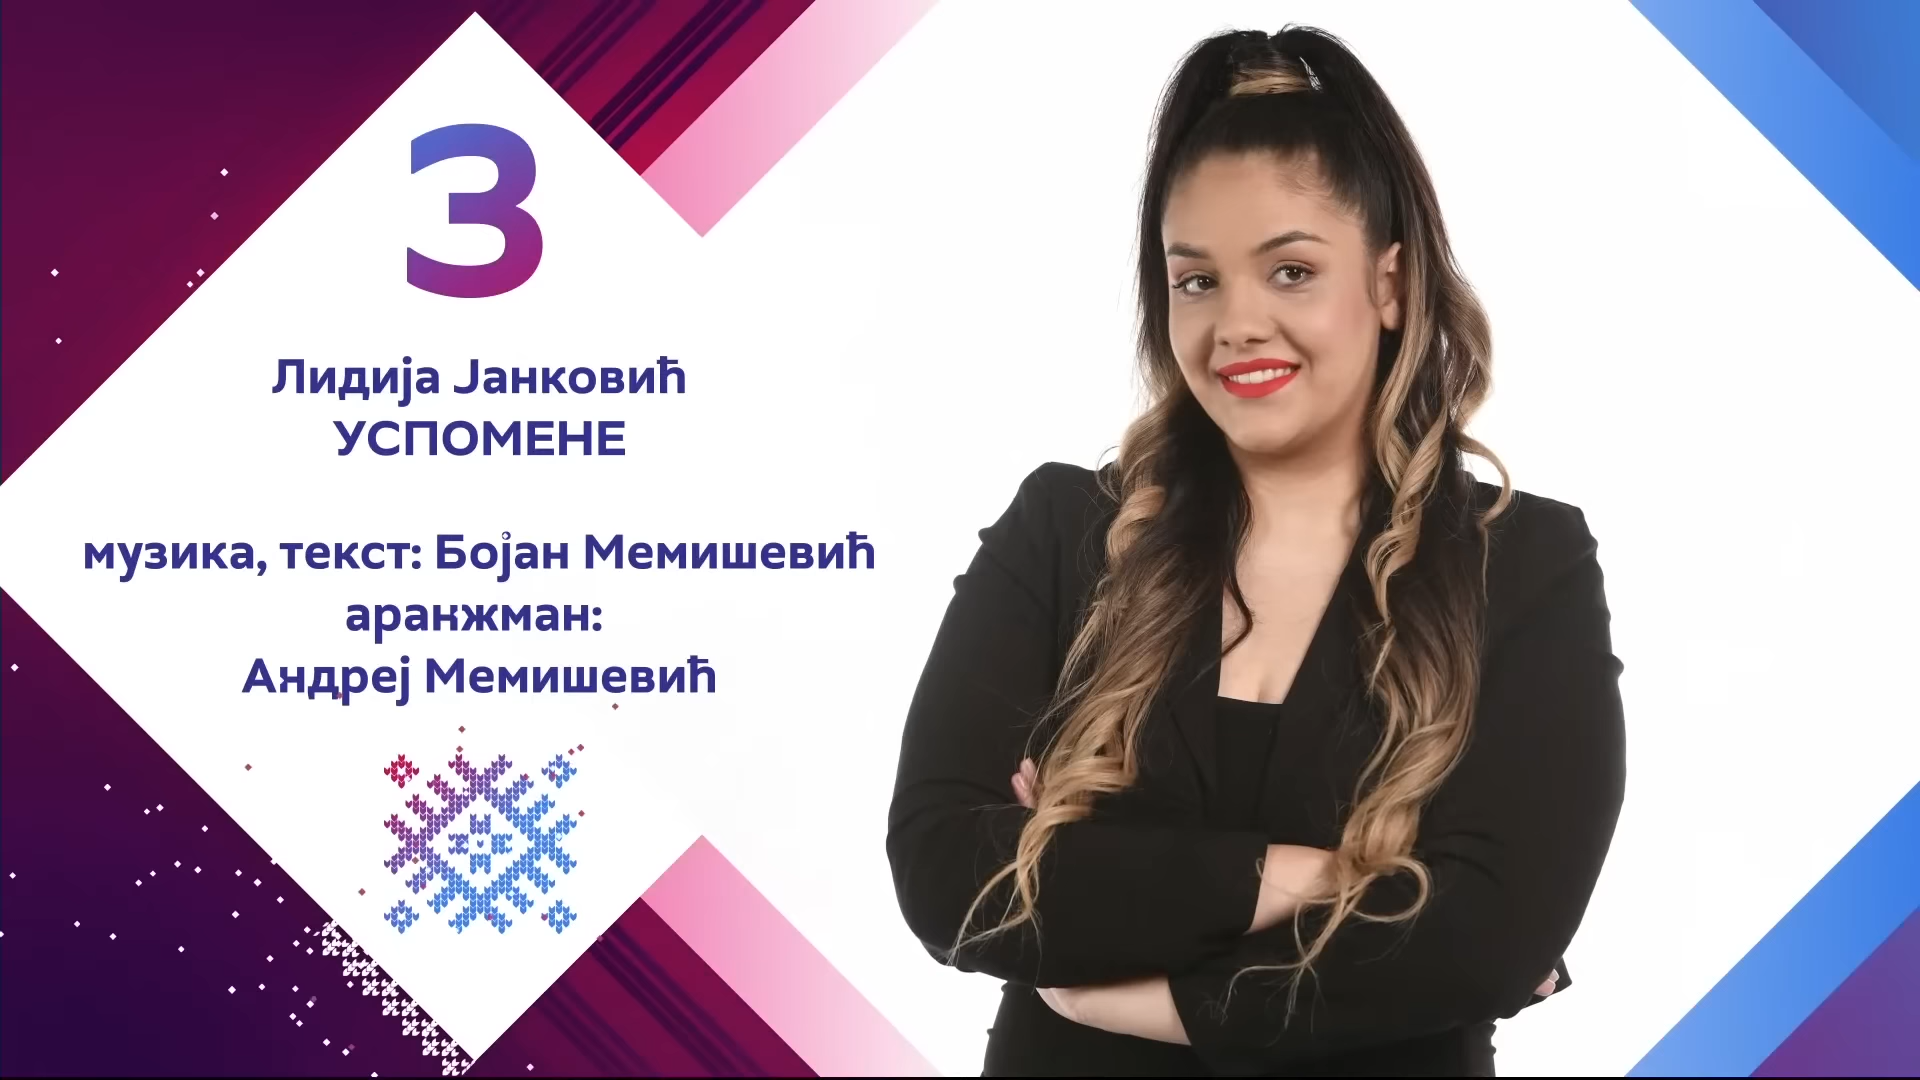 3
Лидија Јанковић
УСПОМЕНЕ
музика, текст: Бојан Мемишевић
аранжман:
Андреј Мемишевић